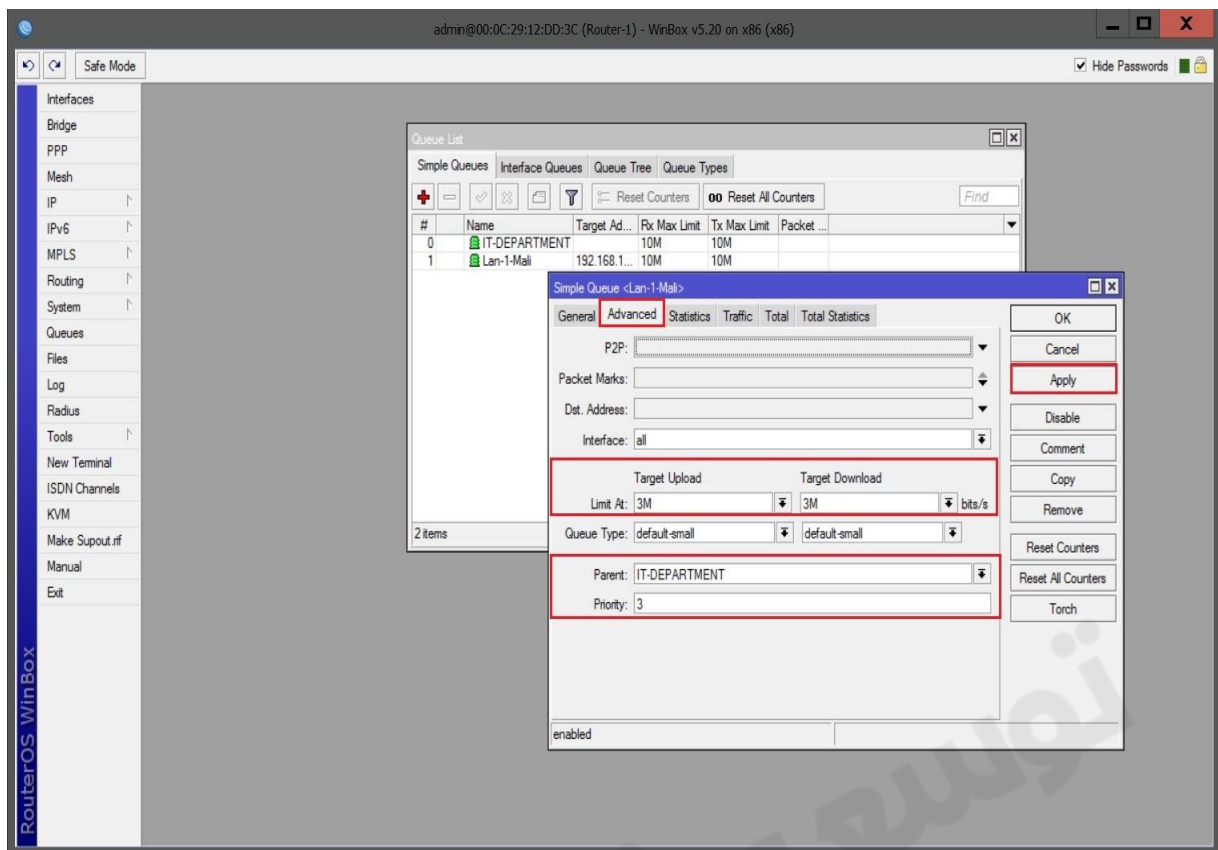 admin@00:0C:29:12:DD:3C (Router-1) - WinBox v5.20 on x86 (x86)
Safe Mode
Hide Passwords
Interfaces
Bridge
PPP
Mesh
IP
IPv6
MPLS
Routing
System
Queues
Files
Log
Radius
Tools
New Terminal
ISDN Channels
KVM
Make Supout.rif
Manual
Exit
RouterOS WinBox
Queue List
Simple Queues Interface Queues Queue Tree Queue Types
Reset Counters 00 Reset All Counters Find
# Name Target Ad... Rx Max Limit Tx Max Limit Packet ...
0 IT-DEPARTMENT 10M 10M
1 Lan-1-Mali 192.168.1... 10M 10M
2 items
Simple Queue <Lan-1-Mali>
General Advanced Statistics Traffic Total Total Statistics
P2P:
Packet Marks:
Dst. Address:
Interface: all
Target Upload Target Download
Limit At: 3M 3M bits/s
Queue Type: default-small default-small
Parent: IT-DEPARTMENT
Priority: 3
enabled
OK
Cancel
Apply
Disable
Comment
Copy
Remove
Reset Counters
Reset All Counters
Torch